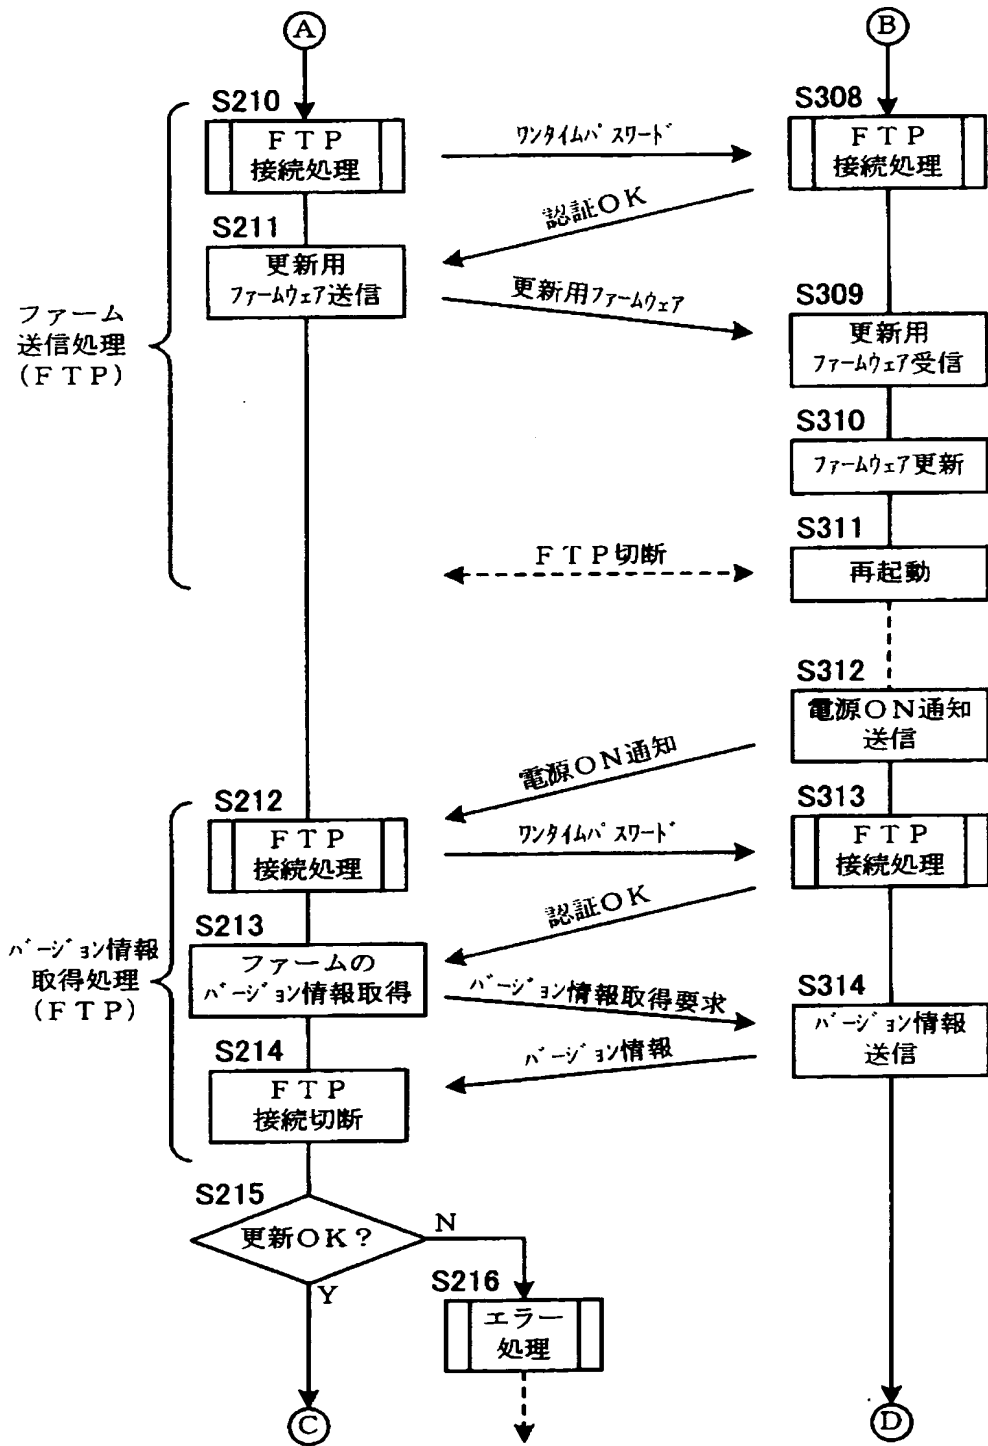 A
B
S210
FTP
接続処理
ワンタイムパスワード
S308
FTP
接続処理
認証OK
S211
更新用
ファームウェア送信
更新用ファームウェア
S309
更新用
ファームウェア受信
ファーム
送信処理
(FTP)
S310
ファームウェア更新
S311
再起動
FTP切断
S312
電源ON通知
送信
電源ON通知
S212
FTP
接続処理
ワンタイムパスワード
S313
FTP
接続処理
認証OK
S213
ファームの
バージョン情報取得
バージョン情報
取得処理
(FTP)
バージョン情報取得要求
S314
バージョン情報
送信
バージョン情報
S214
FTP
接続切断
S215
更新OK?
N
Y
S216
エラー
処理
C
D